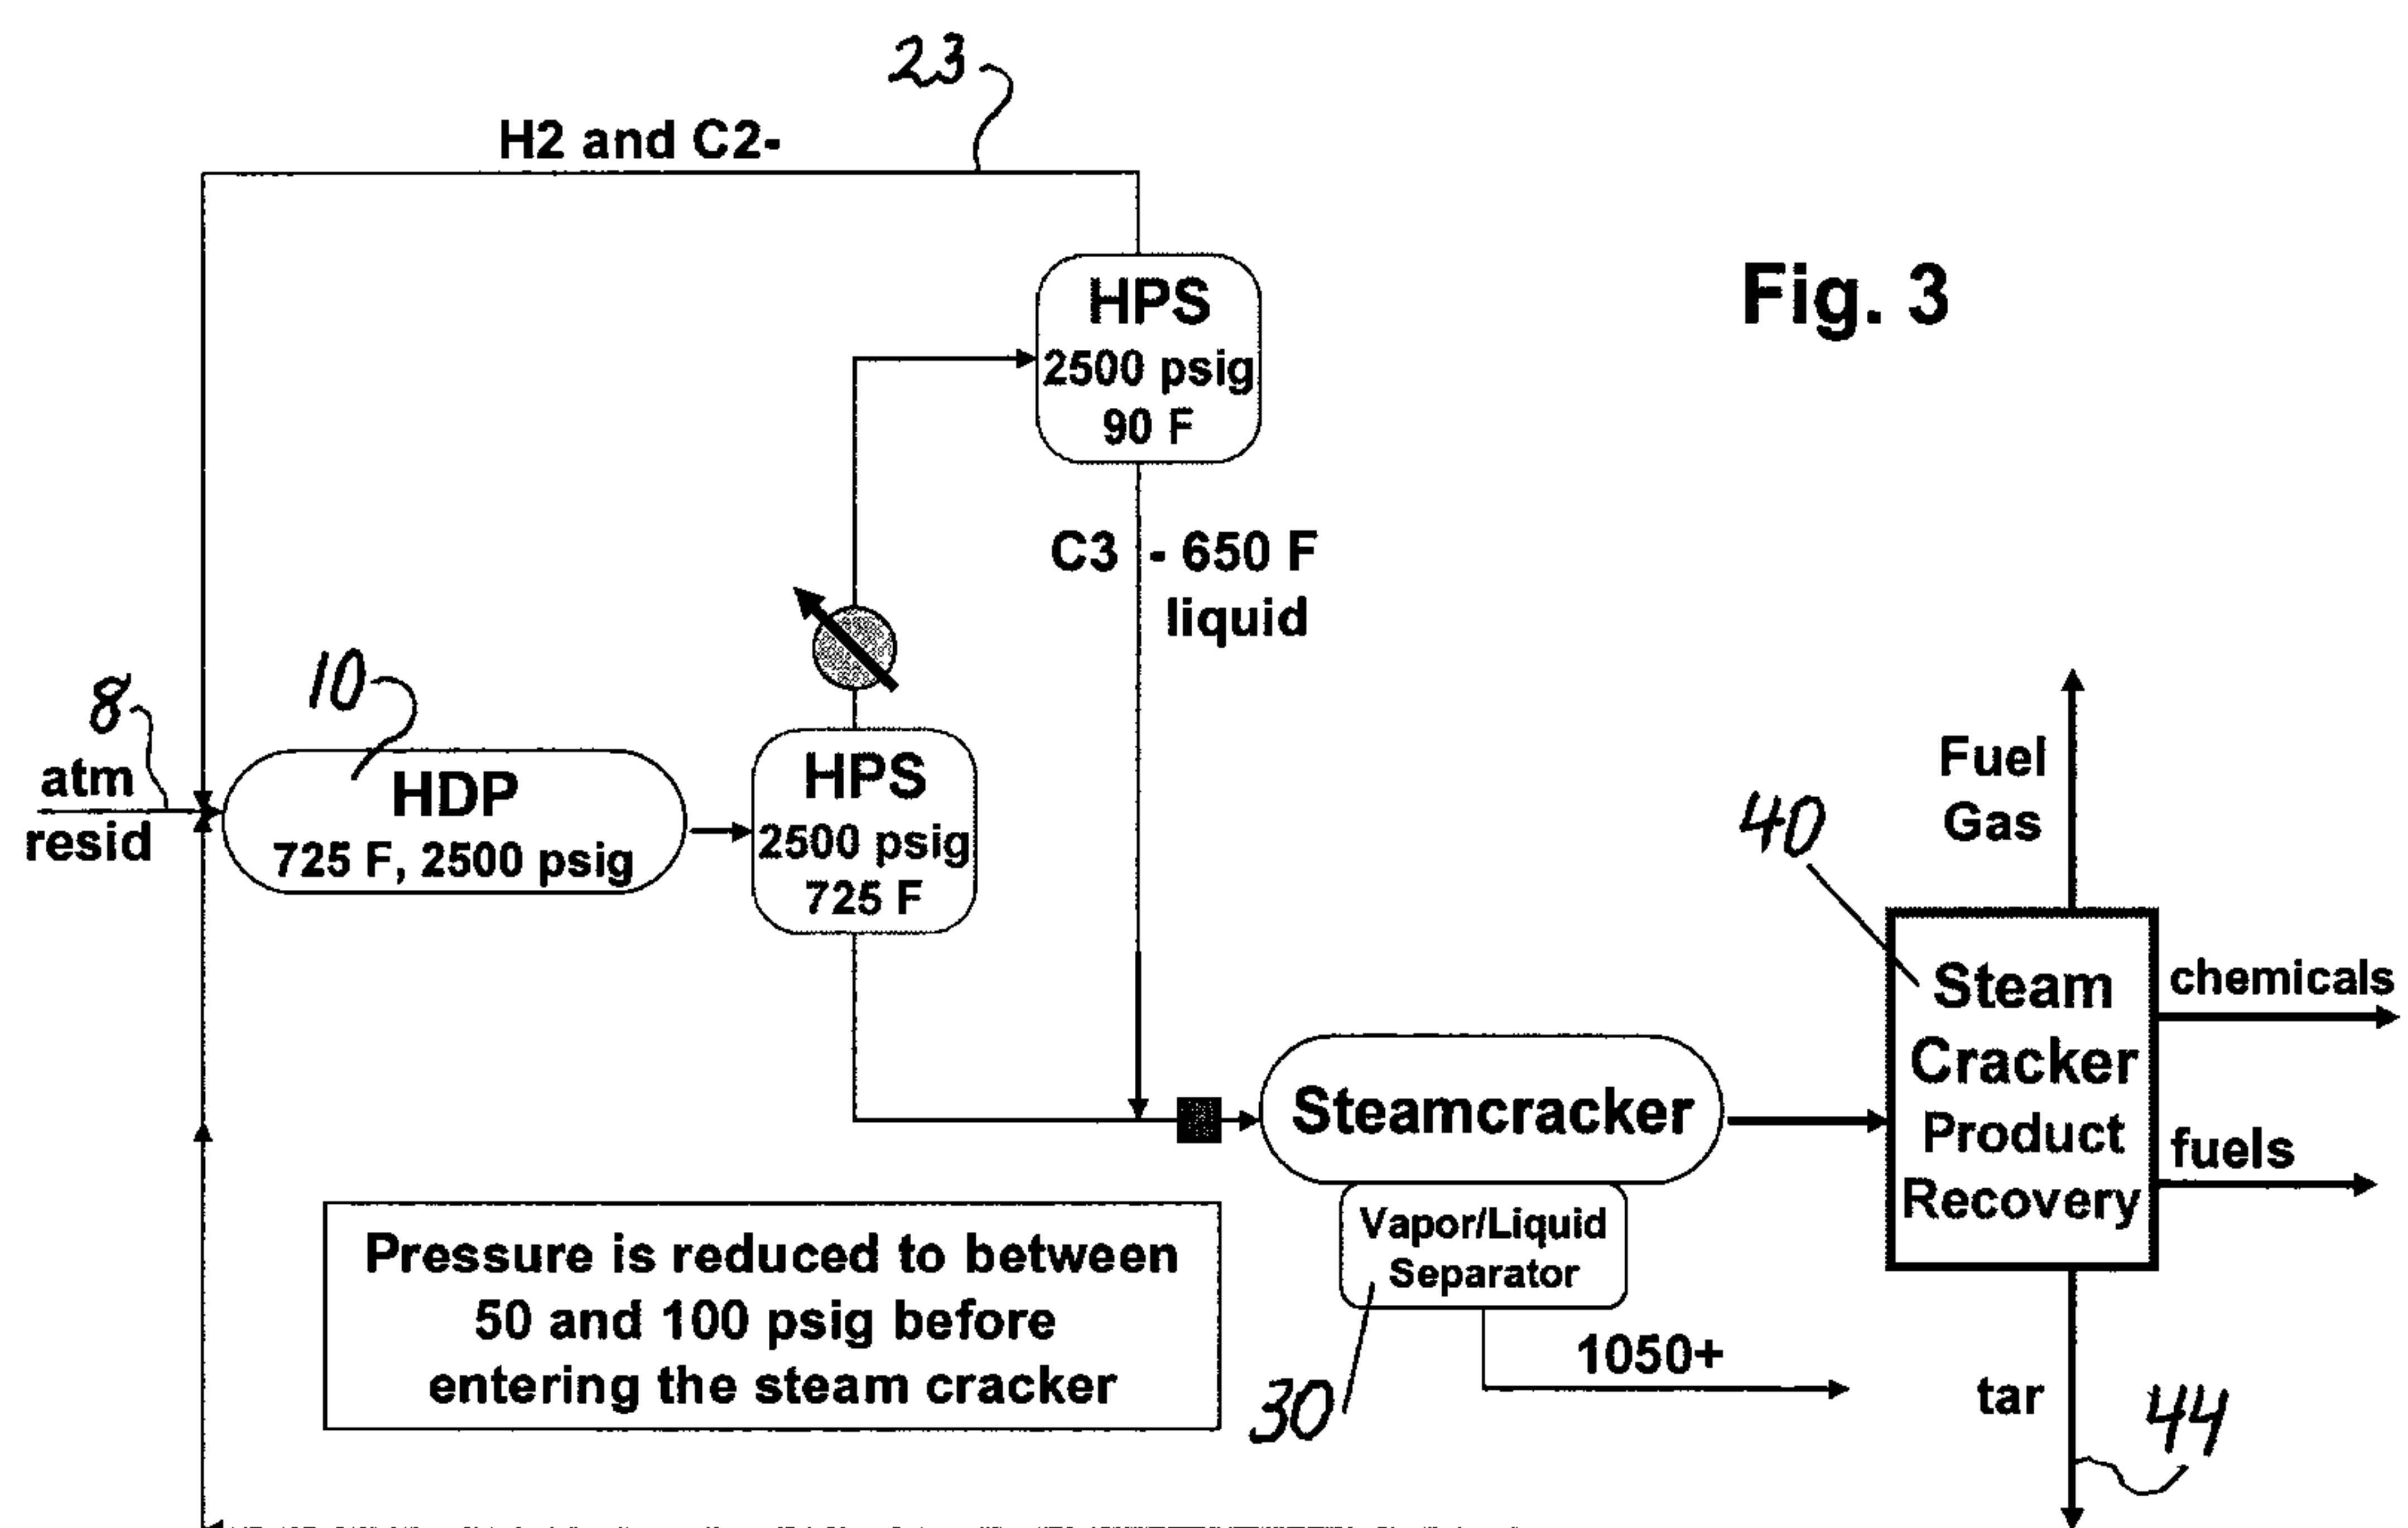 23
H2 and C2-
Fig. 3
HPS
2500 psig
90 F
C3 - 650 F
liquid
8
10
atm
resid
HDP
725 F, 2500 psig
HPS
2500 psig
725 F
Fuel
Gas
40
Steam
Cracker
Product
Recovery
chemicals
fuels
Steamcracker
Vapor/Liquid
Separator
Pressure is reduced to between
50 and 100 psig before
entering the steam cracker
30
1050+
tar
44